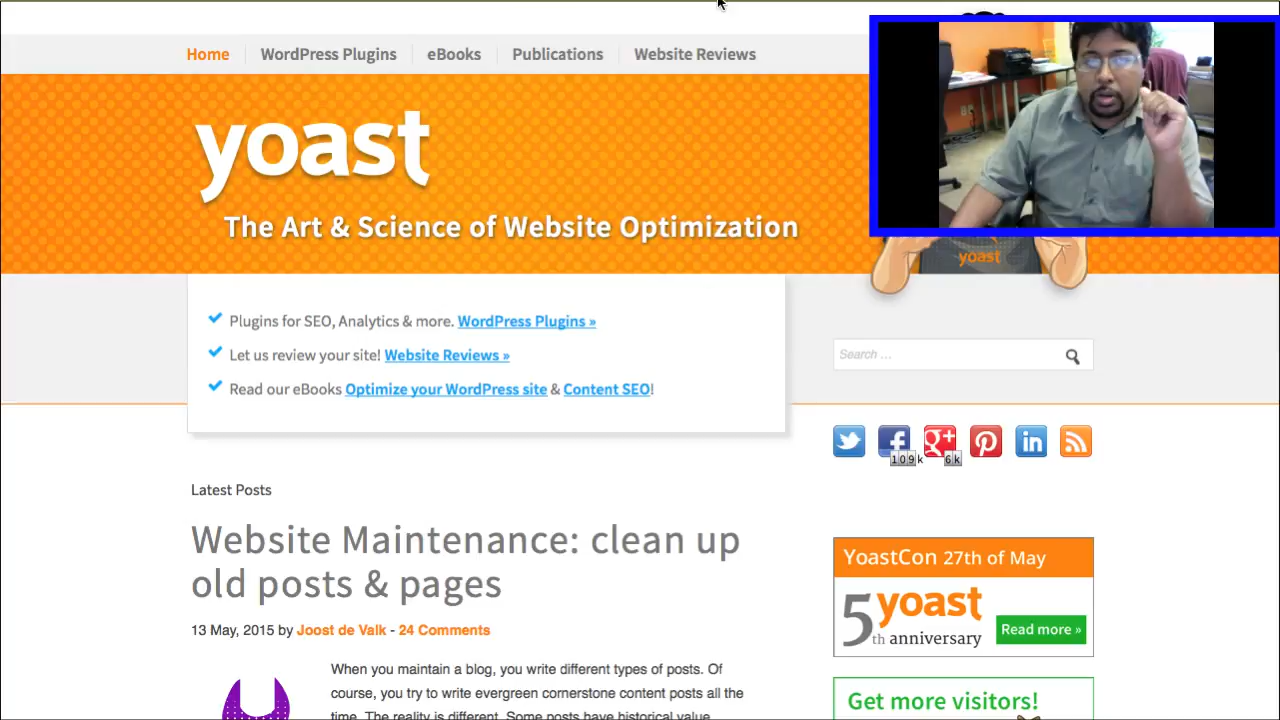 Home WordPress Plugins eBooks Publications Website Reviews
yoast
The Art & Science of Website Optimization
yoast
Plugins for SEO, Analytics & more. WordPress Plugins »
Let us review your site! Website Reviews »
Read our eBooks Optimize your WordPress site & Content SEO!
Search ...
109k 6k
Latest Posts
Website Maintenance: clean up
old posts & pages
13 May, 2015 by Joost de Valk - 24 Comments
When you maintain a blog, you write different types of posts. Of
course, you try to write evergreen cornerstone content posts all the
time. The reality is different. Some posts have historical value
YoastCon 27th of May
5th yoast anniversary
Read more »
Get more visitors!